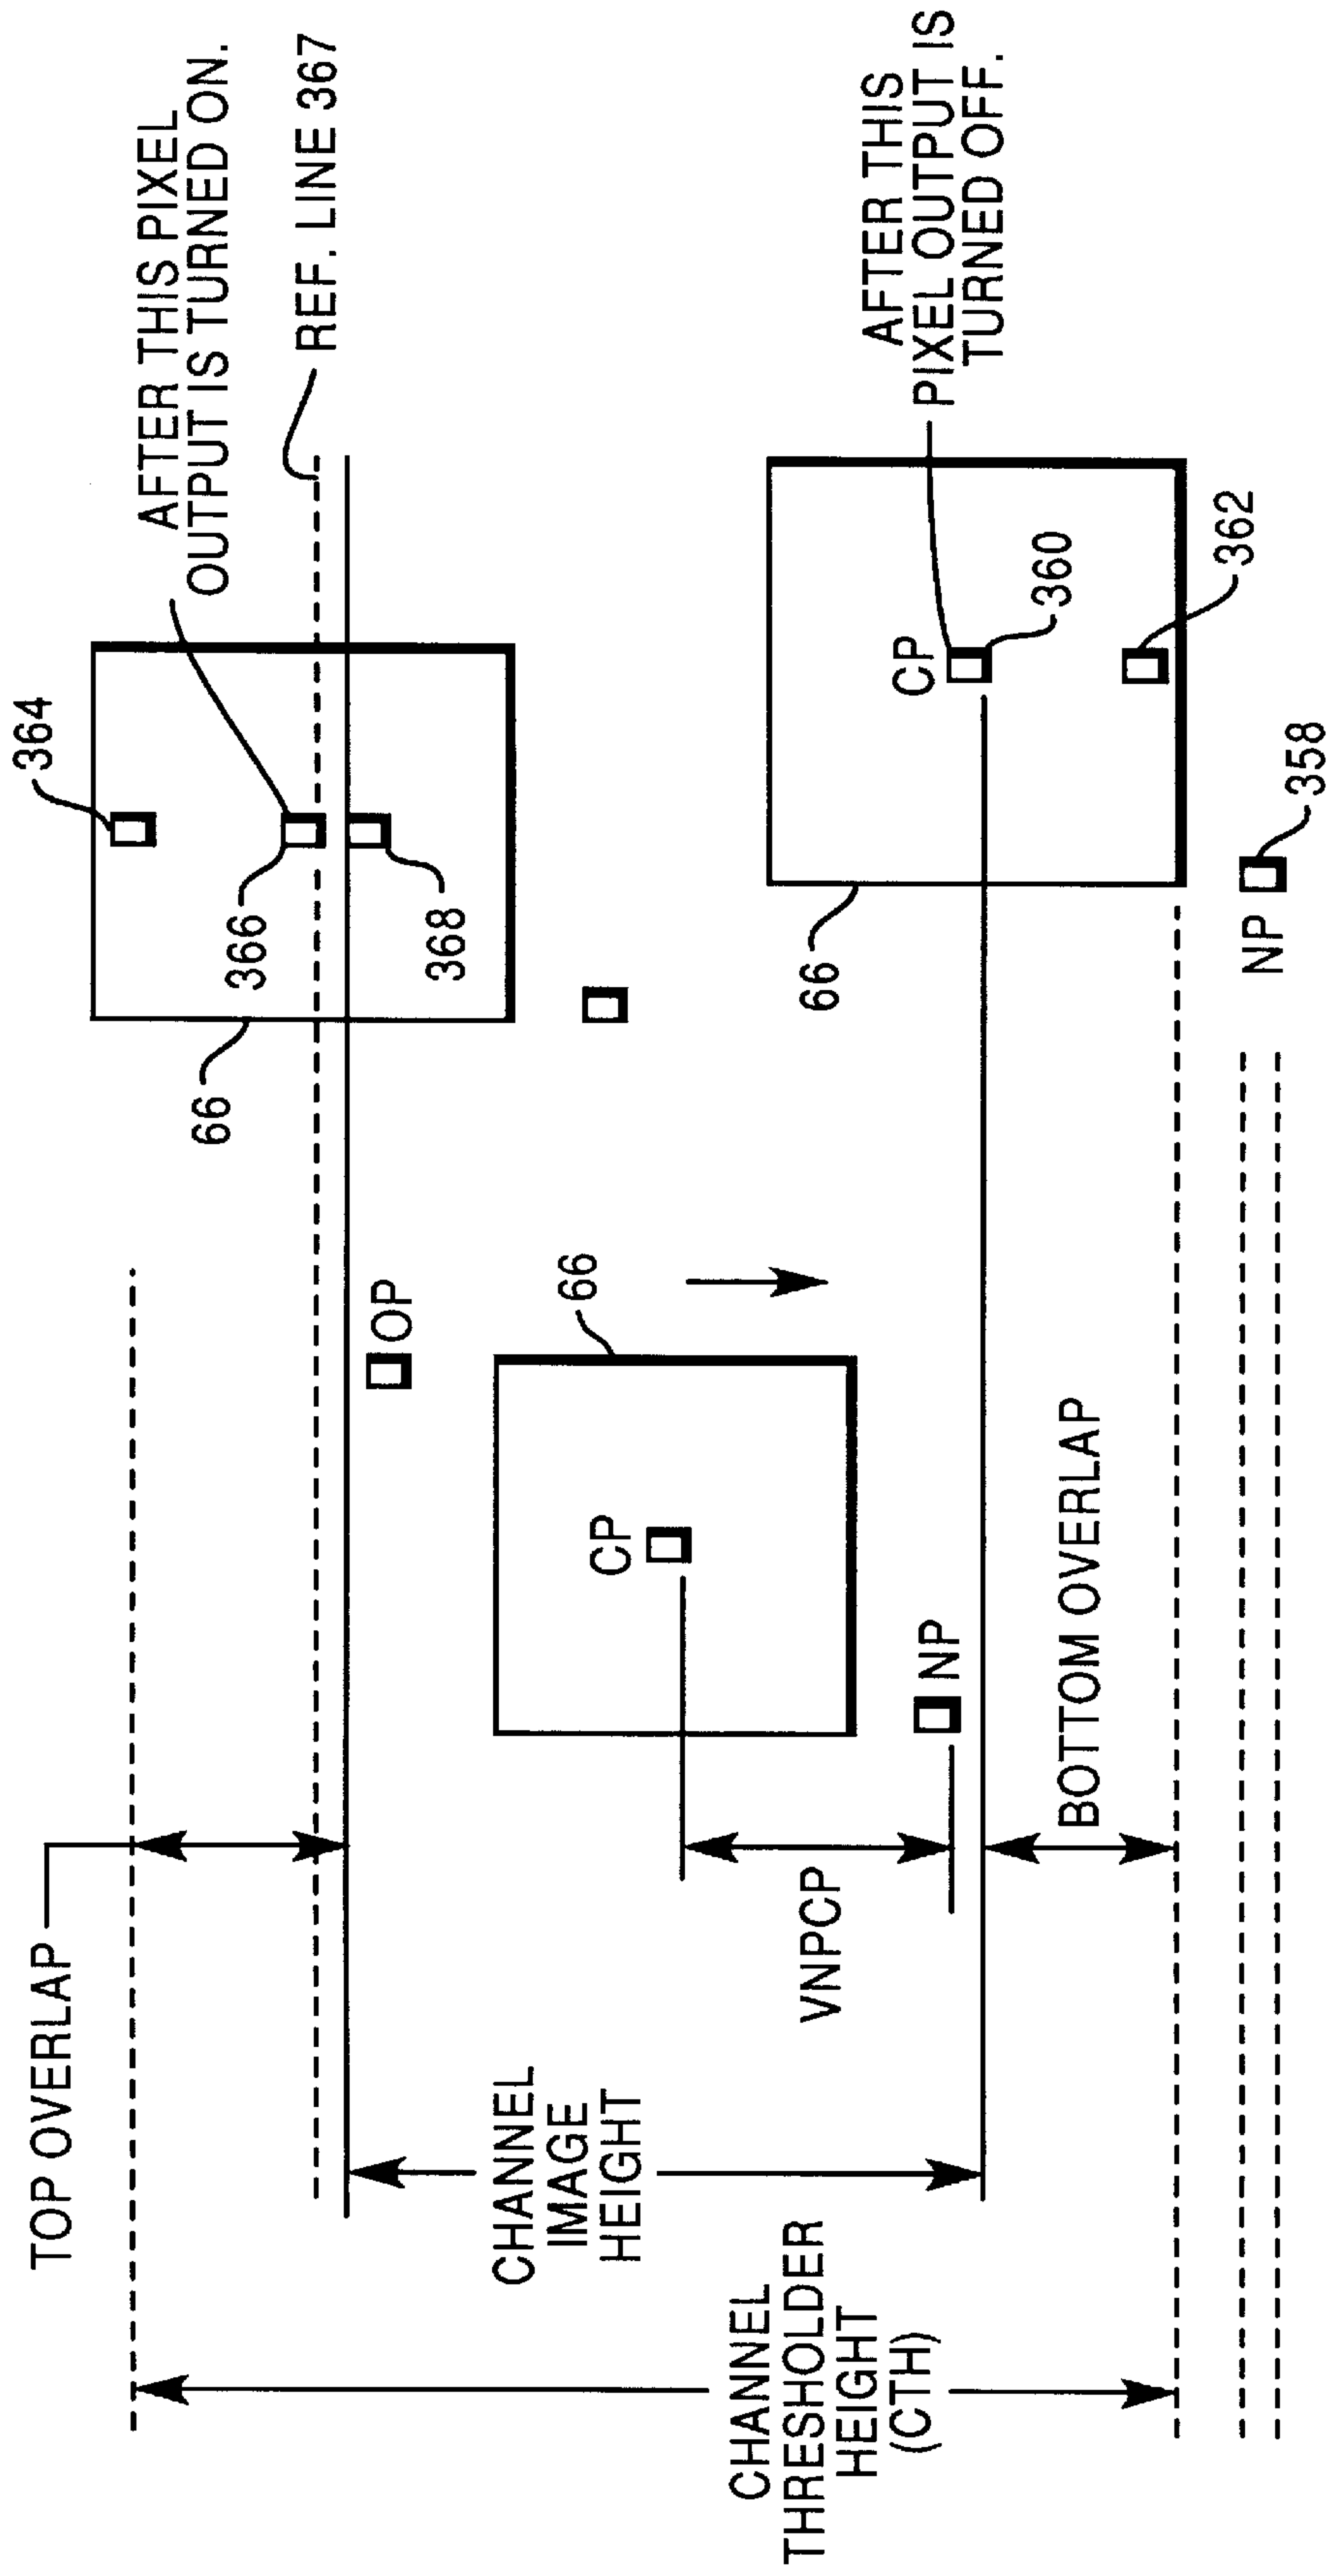 TOP OVERLAP
364
AFTER THIS PIXEL
OUTPUT IS TURNED ON.
REF. LINE 367
366
368
66
OP
CHANNEL
IMAGE
HEIGHT
66
CP
AFTER THIS
PIXEL OUTPUT IS
TURNED OFF.
CP
360
66
VNPCP
NP
CHANNEL
THRESHOLDER
HEIGHT
(CTH)
BOTTOM OVERLAP
362
NP
358